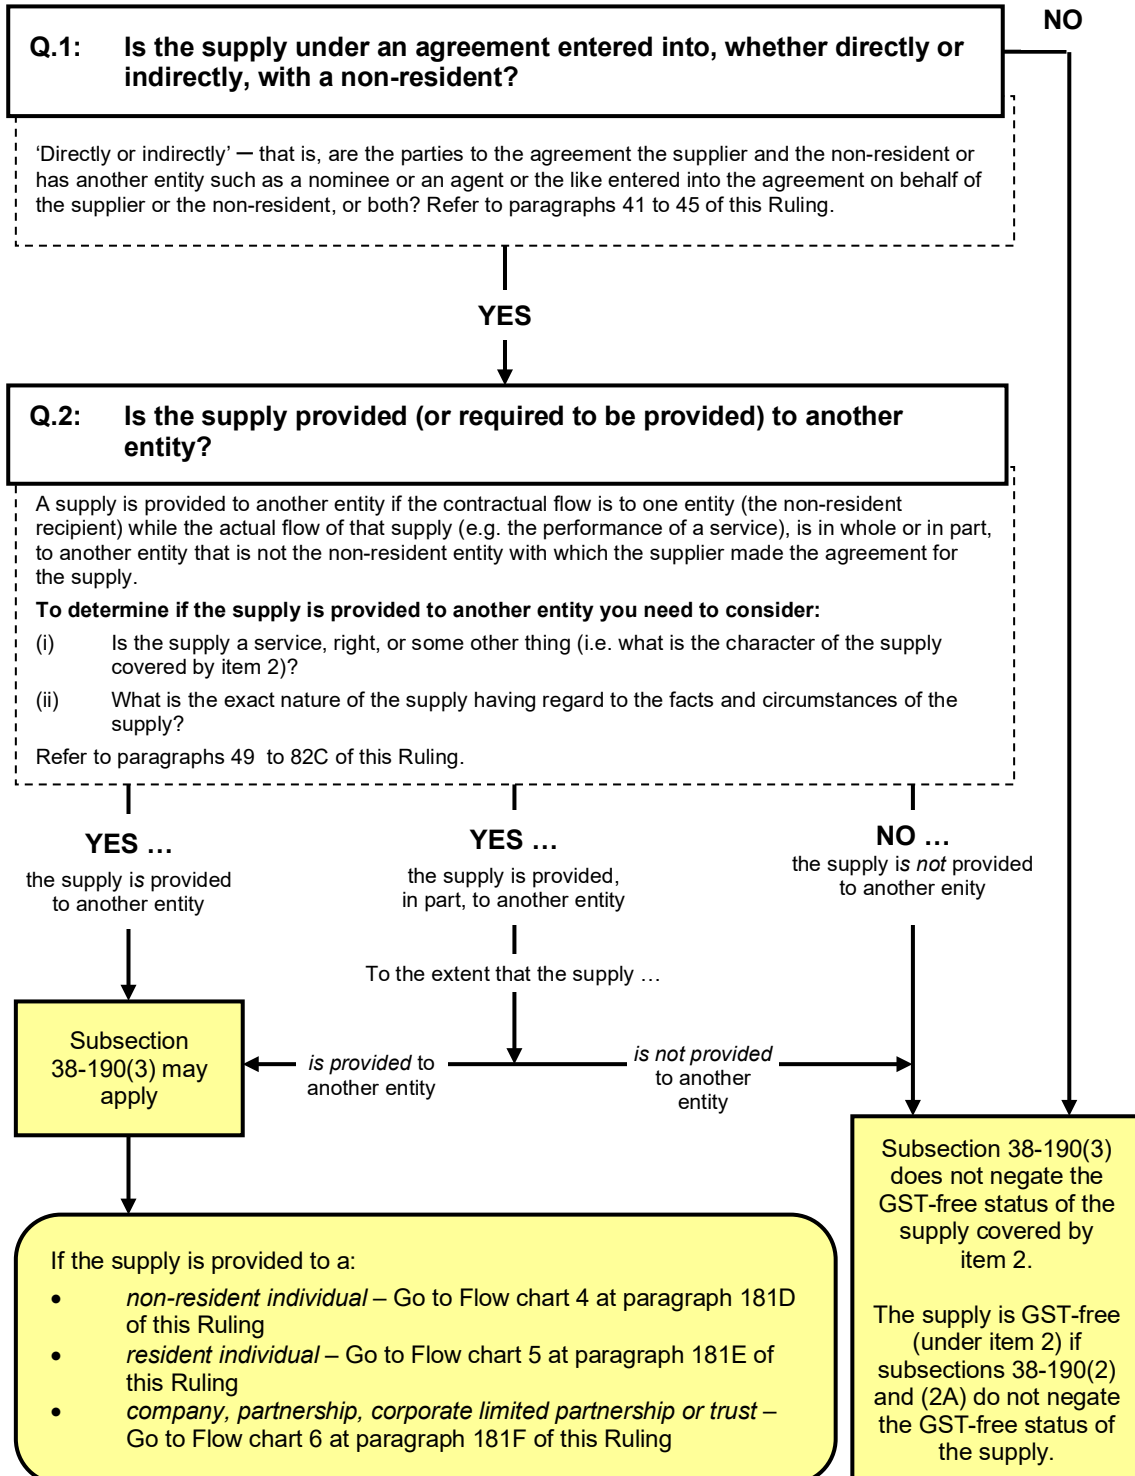 NO
Q.1: Is the supply under an agreement entered into, whether directly or
indirectly, with a non-resident?
‘Directly or indirectly’ – that is, are the parties to the agreement the supplier and the non-resident or
has another entity such as a nominee or an agent or the like entered into the agreement on behalf of
the supplier or the non-resident, or both? Refer to paragraphs 41 to 45 of this Ruling.
YES
Q.2: Is the supply provided (or required to be provided) to another
entity?
A supply is provided to another entity if the contractual flow is to one entity (the non-resident
recipient) while the actual flow of that supply (e.g. the performance of a service), is in whole or in part,
to another entity that is not the non-resident entity with which the supplier made the agreement for
the supply.
To determine if the supply is provided to another entity you need to consider:
(i) Is the supply a service, right, or some other thing (i.e. what is the character of the supply
covered by item 2)?
(ii) What is the exact nature of the supply having regard to the facts and circumstances of the
supply?
Refer to paragraphs 49 to 82C of this Ruling.
YES …
the supply is provided
to another entity
YES …
the supply is provided,
in part, to another entity
NO …
the supply is not provided
to another enity
To the extent that the supply …
Subsection
38-190(3) may
apply
is provided to
another entity
is not provided
to another
entity
If the supply is provided to a:
• non-resident individual – Go to Flow chart 4 at paragraph 181D
of this Ruling
• resident individual – Go to Flow chart 5 at paragraph 181E of
this Ruling
• company, partnership, corporate limited partnership or trust –
Go to Flow chart 6 at paragraph 181F of this Ruling
Subsection 38-190(3)
does not negate the
GST-free status of the
supply covered by
item 2.
The supply is GST-free
(under item 2) if
subsections 38-190(2)
and (2A) do not negate
the GST-free status of
the supply.